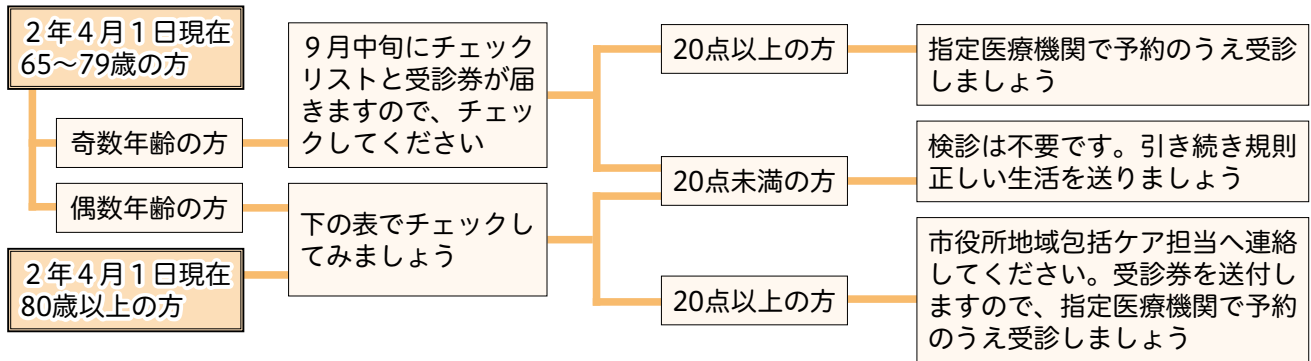 ２年４月１日現在
65～79歳の方
奇数年齢の方
偶数年齢の方
２年４月１日現在
80歳以上の方
９月中旬にチェック
リストと受診券が届
きますので、チェッ
クしてください
下の表でチェックし
てみましょう
20点以上の方
20点未満の方
20点以上の方
指定医療機関で予約のうえ受診
しましょう
検診は不要です。引き続き規則
正しい生活を送りましょう
市役所地域包括ケア担当へ連絡
してください。受診券を送付し
ますので、指定医療機関で予約
のうえ受診しましょう